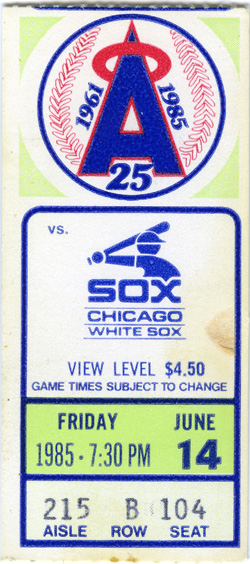 1961 A 1985
25
VS.
SOX
CHICAGO
WHITE SOX
VIEW LEVEL $4.50
GAME TIMES SUBJECT TO CHANGE
FRIDAY JUNE
1985 · 7:30 PM 14
215 B 104
AISLE ROW SEAT